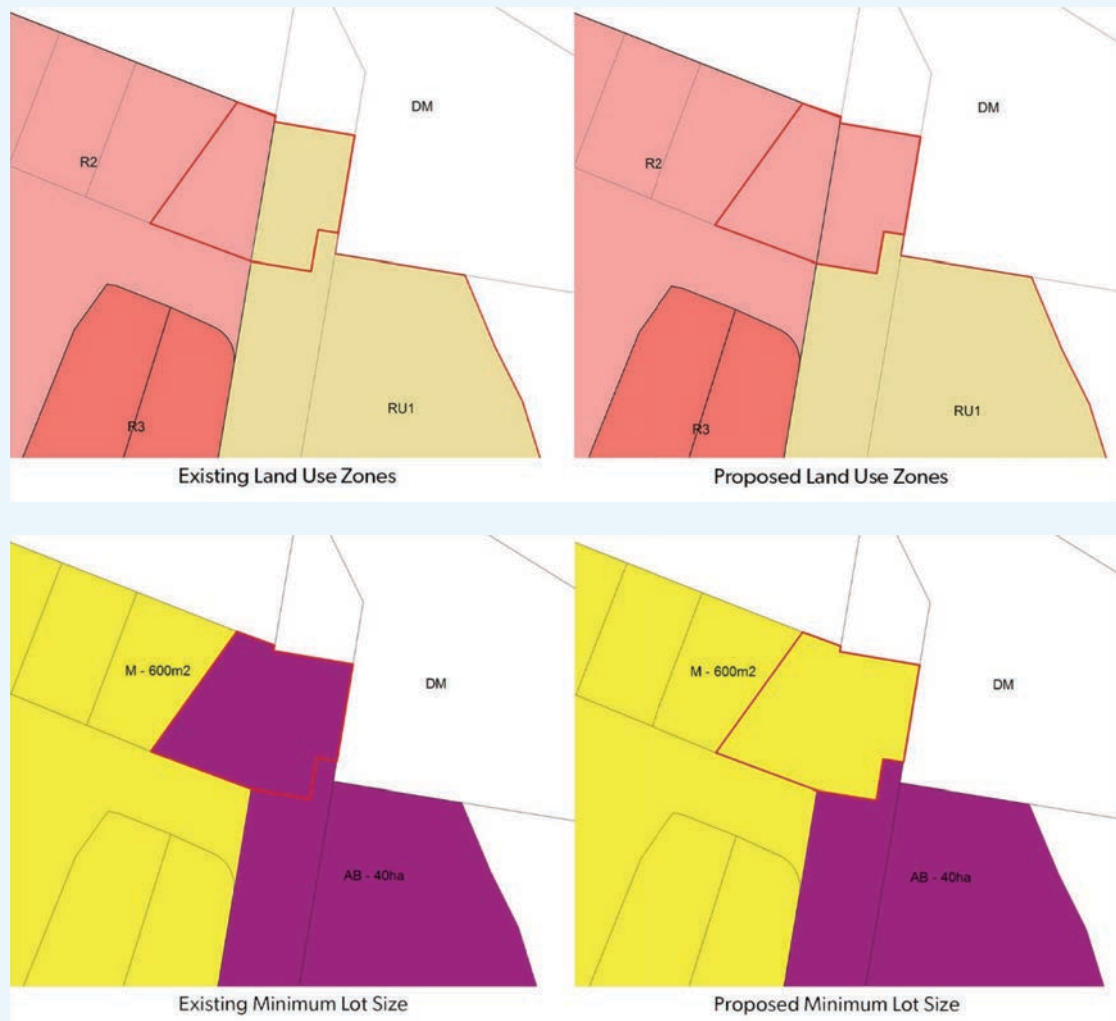 DM
R2
RU1
R3
Existing Land Use Zones
DM
R2
RU1
R3
Proposed Land Use Zones
M - 600m2
DM
AB - 40ha
Existing Minimum Lot Size
M - 600m2
DM
AB - 40ha
Proposed Minimum Lot Size